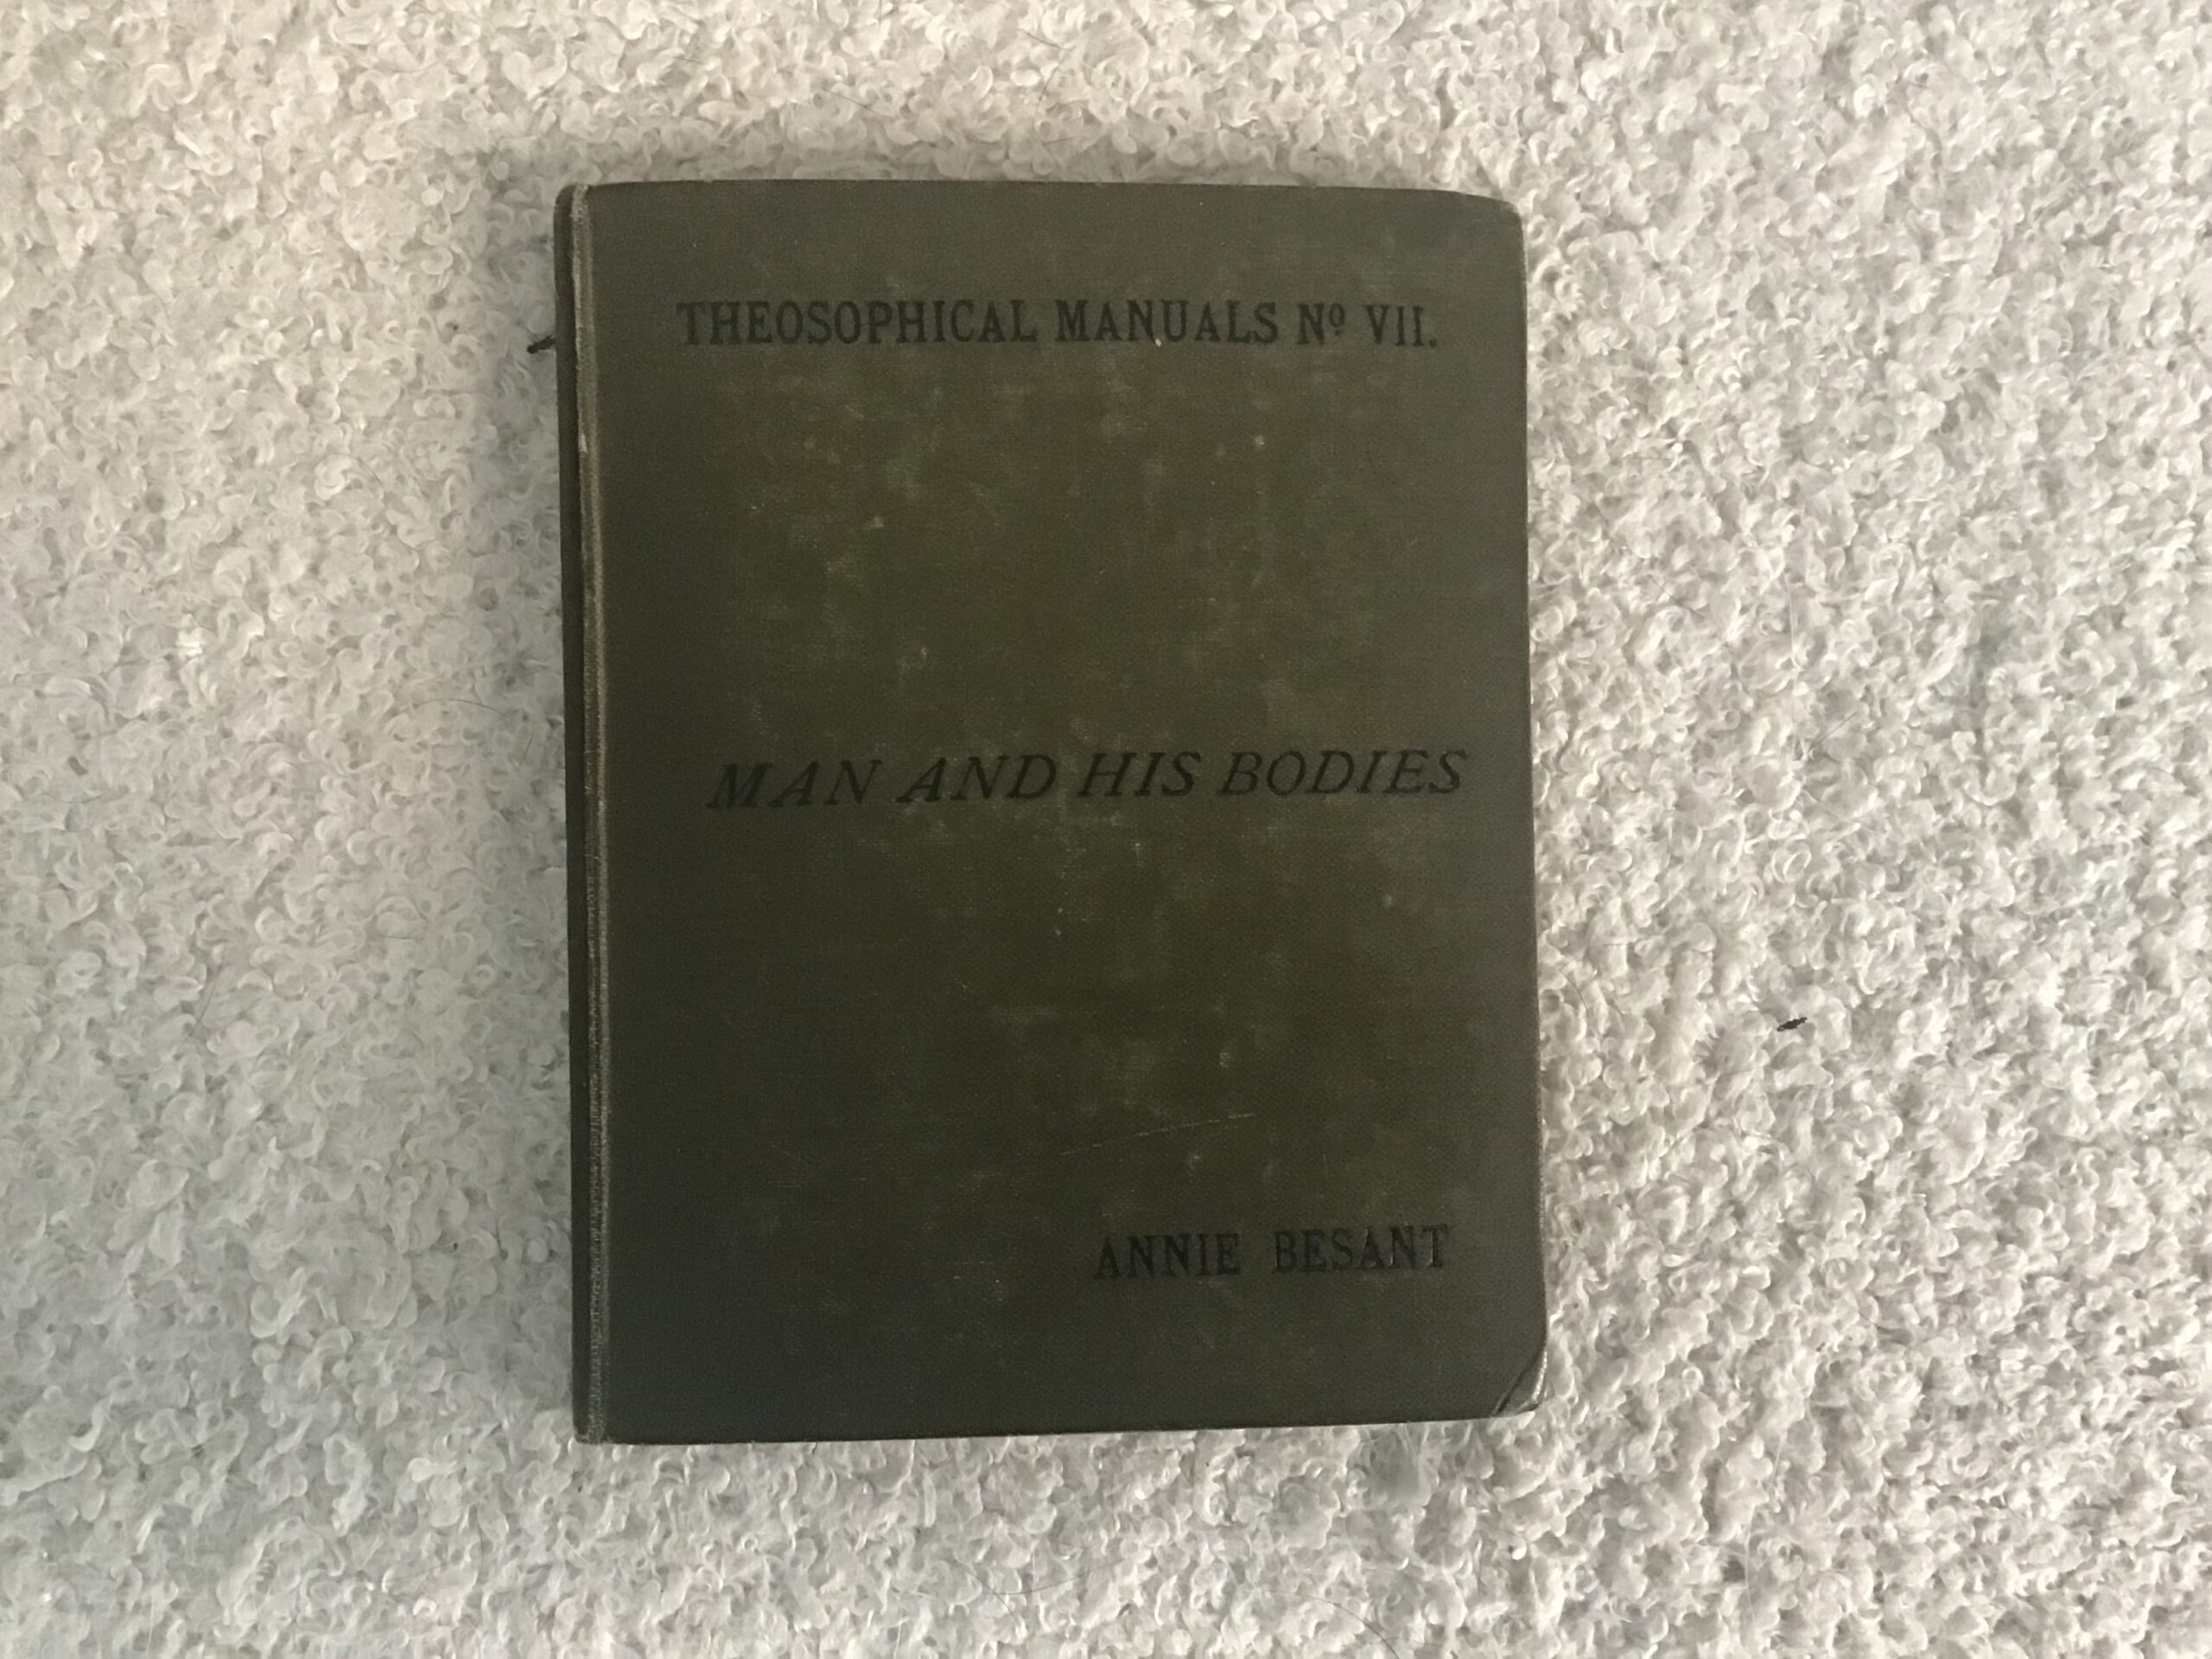 THEOSOPHICAL MANUALS Nº VII.
MAN AND HIS BODIES
ANNIE BESANT